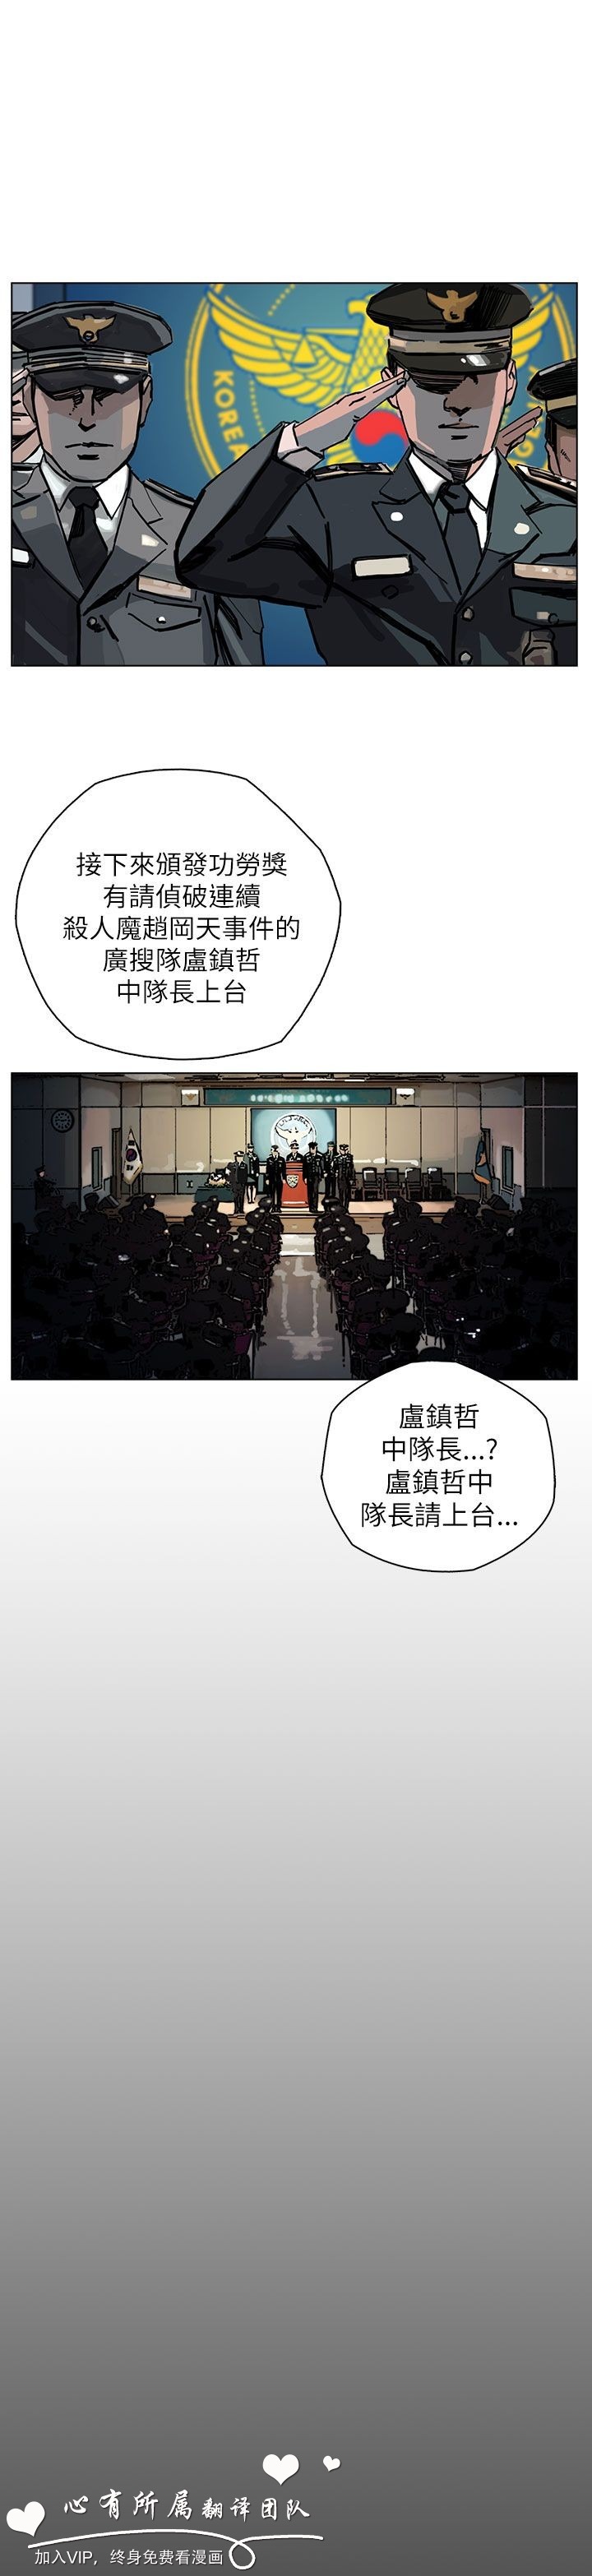 KOREA
接下來頒發功勞獎
有請偵破連續
殺人魔趙岡天事件的
廣搜隊盧鎮哲
中隊長上台
盧鎮哲
中隊長...?
盧鎮哲中
隊長請上台...
心有所属翻译团队
加入VIP，终身免费看漫画